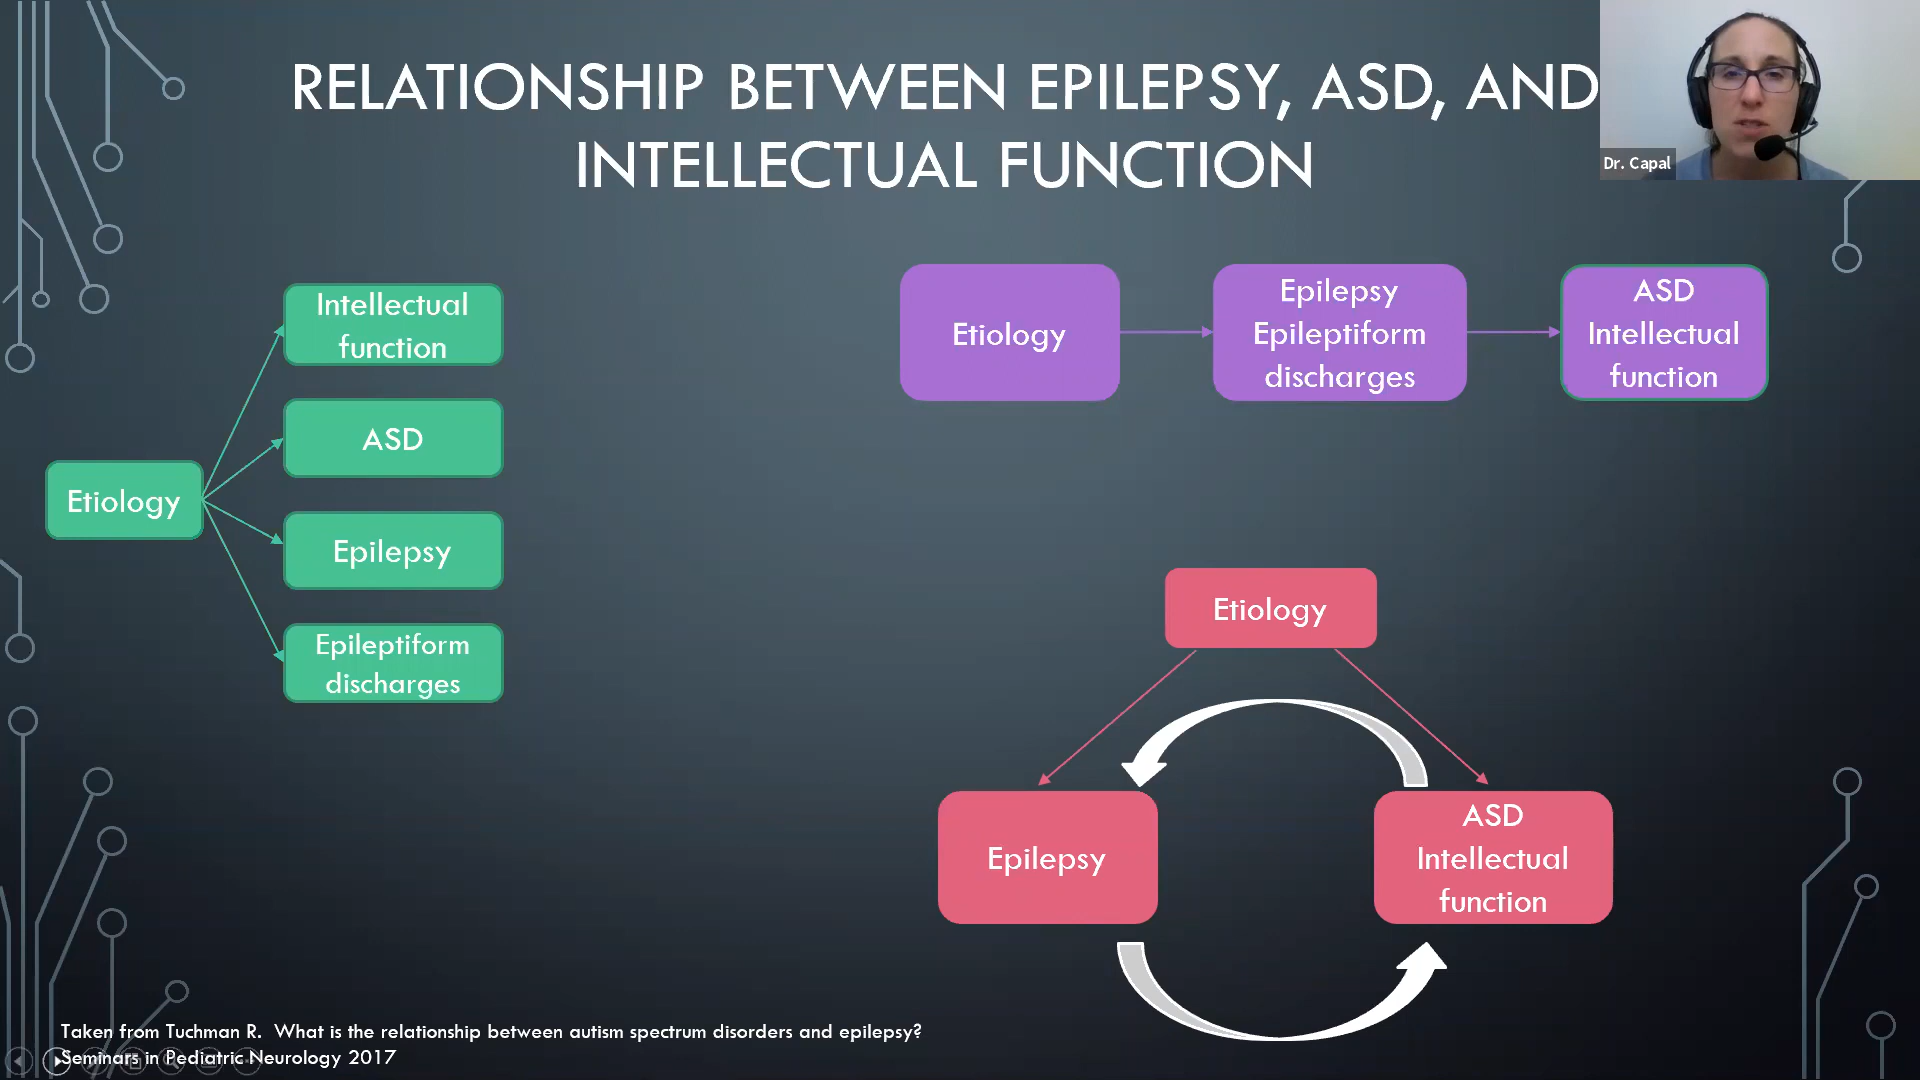 RELATIONSHIP BETWEEN EPILEPSY, ASD, AND
INTELLECTUAL FUNCTION
Dr. Capal
Etiology
Intellectual
function
ASD
Epilepsy
Epileptiform
discharges
Etiology
Epilepsy
Epileptiform
discharges
ASD
Intellectual
function
Etiology
Epilepsy
ASD
Intellectual
function
Taken from Tuchman R.  What is the relationship between autism spectrum disorders and epilepsy?
Seminars in Pediatric Neurology 2017